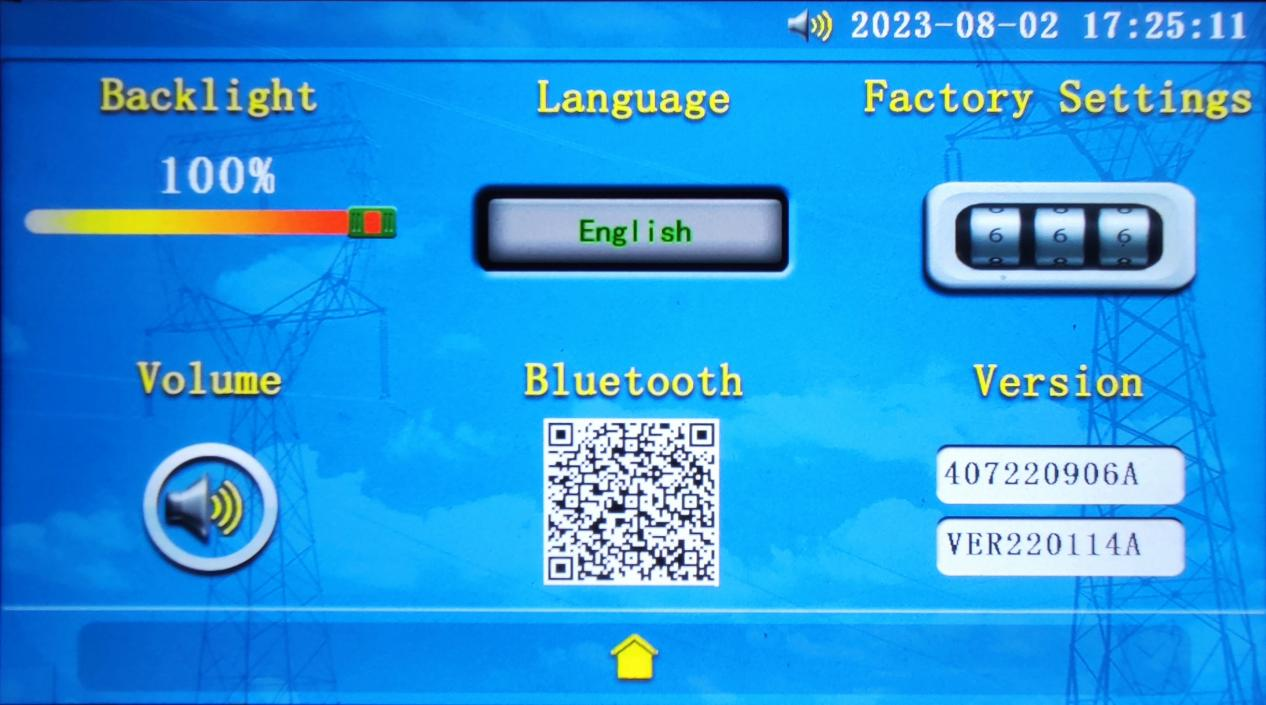 2023-08-02 17:25:11
Backlight
Language
Factory Settings
100%
English
6 6 6
Volume
Bluetooth
Version
407220906A
VER220114A